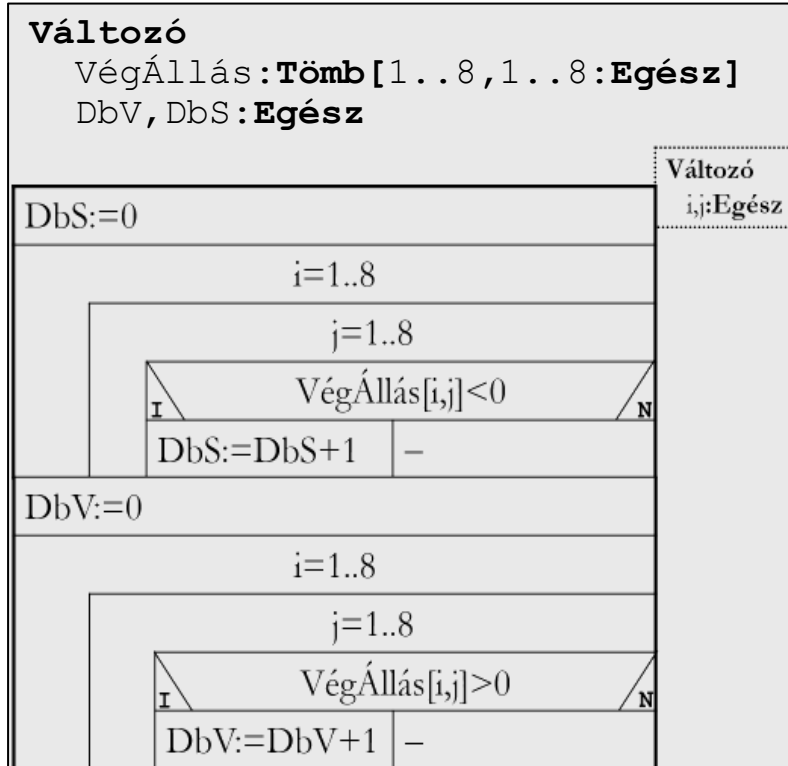 Változó
VégÁllás:Tömb[1..8,1..8:Egész]
DbV,DbS:Egész
Változó
i,j:Egész
DbS:=0
i=1..8
j=1..8
VégÁllás[i,j]<0
I
N
DbS:=DbS+1
–
DbV:=0
i=1..8
j=1..8
VégÁllás[i,j]>0
I
N
DbV:=DbV+1
–